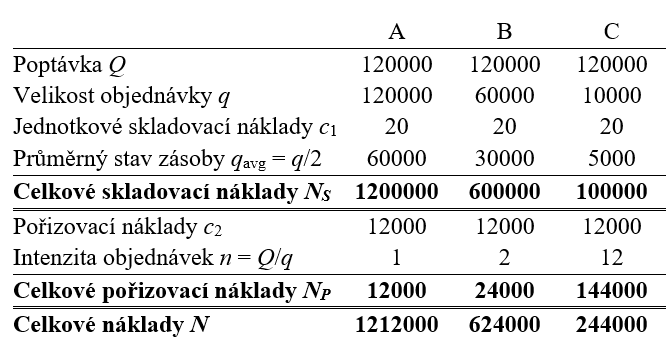 A B C
Poptávka Q 120000 120000 120000
Velikost objednávky q 120000 60000 10000
Jednotkové skladovací náklady c1 20 20 20
Průměrný stav zásoby qavg = q/2 60000 30000 5000
Celkové skladovací náklady NS 1200000 600000 100000
Pořizovací náklady c2 12000 12000 12000
Intenzita objednávek n = Q/q 1 2 12
Celkové pořizovací náklady NP 12000 24000 144000
Celkové náklady N 1212000 624000 244000